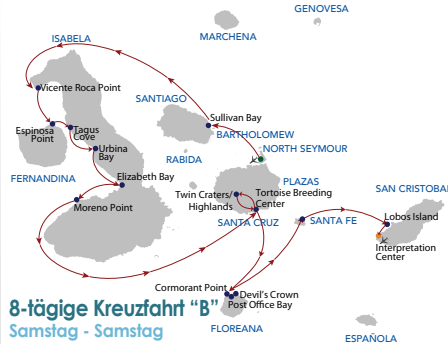 GENOVESA
MARCHENA
ISABELA
Vicente Roca Point
SANTIAGO
Sullivan Bay
Espinosa
Point
Tagus
Cove
BARTHOLOMEW
NORTH SEYMOUR
Urbina
Bay
RABIDA
FERNANDINA
Elizabeth Bay
PLAZAS
Moreno Point
Twin Craters/
Highlands
Tortoise Breeding
Center
SANTA CRUZ
SANTA FE
SAN CRISTOBAL
Lobos Island
Interpretation
Center
Cormorant Point
Devil's Crown
Post Office Bay
FLOREANA
ESPAÑOLA
8-tägige Kreuzfahrt “B”
Samstag - Samstag